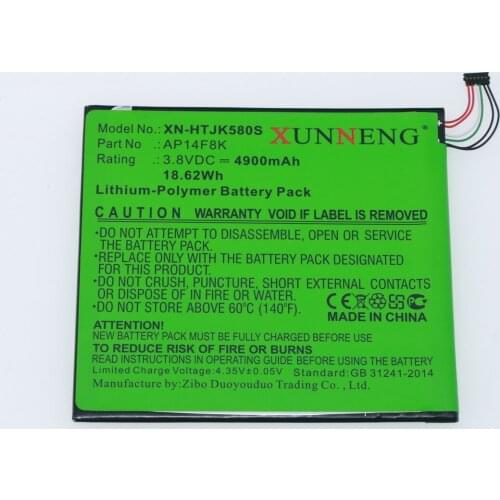 Model No.: XN-HTJK580S
XUNNENG
Part No : AP14F8K
Rating : 3.8VDC ⎓ 4900mAh
18.62Wh
Lithium-Polymer Battery Pack
CAUTION : WARRANTY VOID IF LABEL IS REMOVED
•DO NOT ATTEMPT TO DISASSEMBLE, OPEN OR SERVICE
THE BATTERY PACK
•REPLACE ONLY WITH THE BATTERY PACK DESIGNATED
FOR THIS PRODUCT
•DO NOT CRUSH, PUNCTURE, SHORT EXTERNAL CONTACTS
OR DISPOSE OF IN FIRE OR WATER
•DO NOT STORE ABOVE 60°C (140°F)
CE
MADE IN CHINA
ATTENTION!
NEW BATTERY PACK MUST BE FULLY CHARGED BEFORE USE
TO REDUCE RISK OF FIRE OR BURNS
READ INSTRUCTIONS IN OPERATION MANUAL BEFORE USING THE BATTERY
Limited Charge Voltage: 4.35V±0.05V
Standard:GB 31241-2014
Manufacture by:Zibo Duoyouduo Trading Co., Ltd.